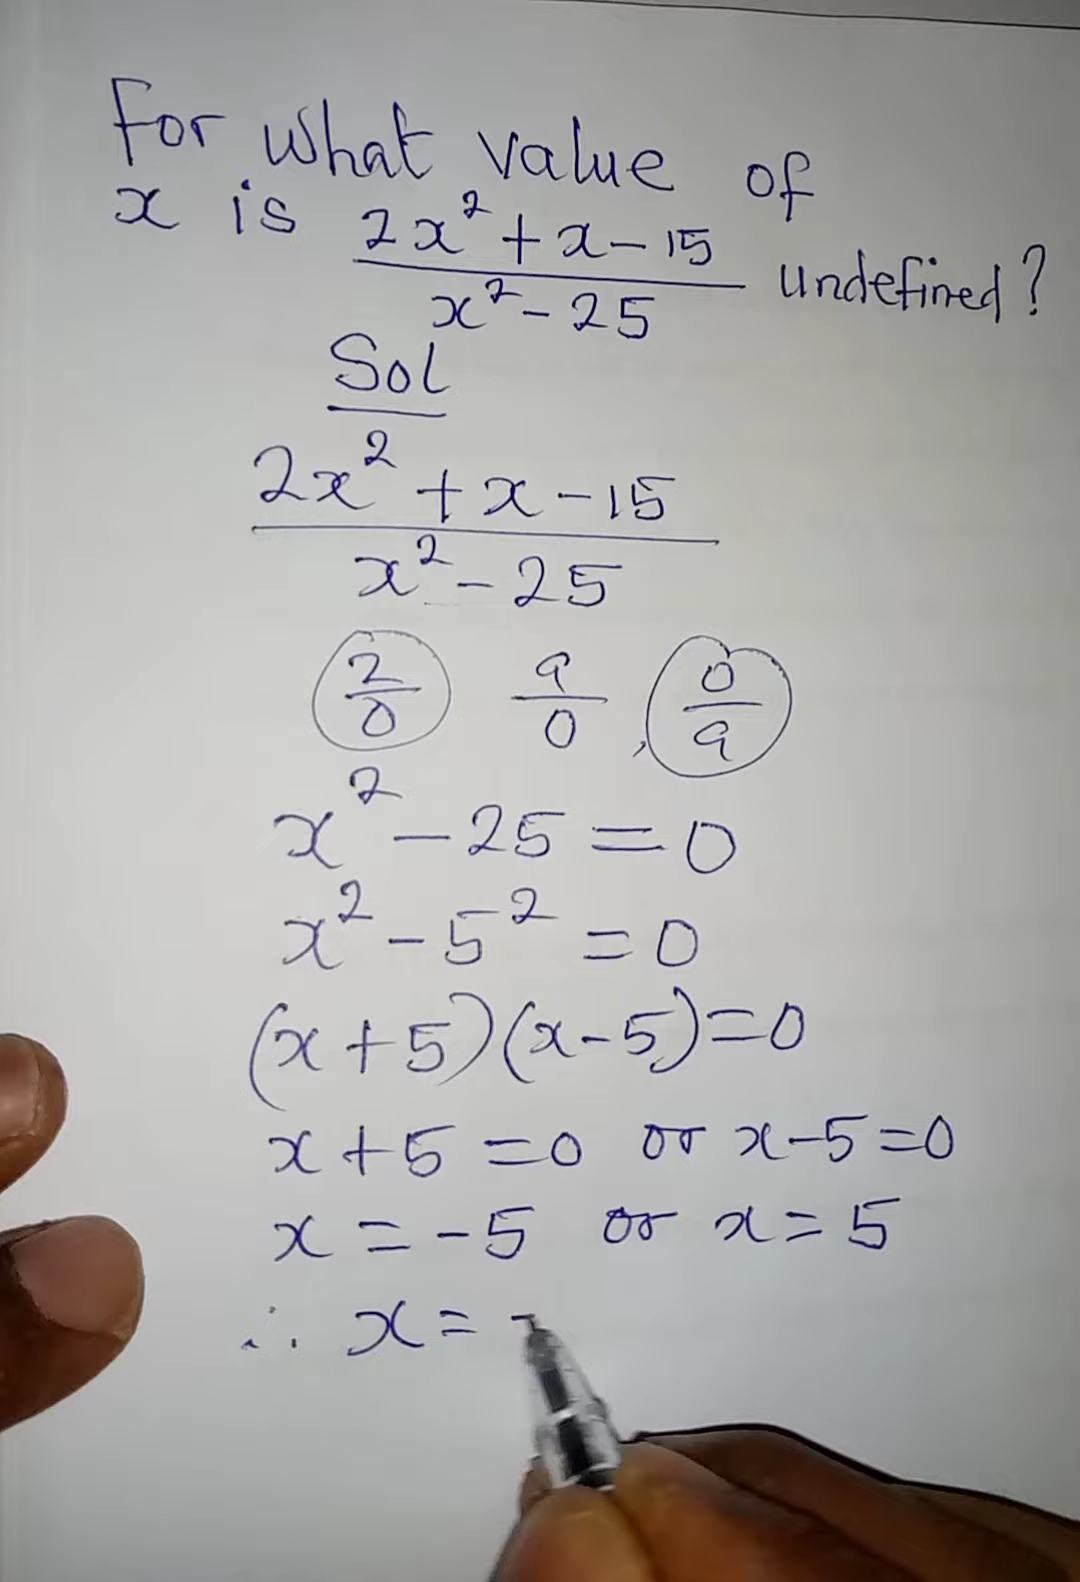 For what value of
x is 2x² + x - 15 / x² - 25 undefined?
Sol
2x² + x - 15
x² - 25
2/0 9/0 , 0/9
x² - 25 = 0
x² - 5² = 0
(x + 5)(x - 5) = 0
x + 5 = 0 or x - 5 = 0
x = -5 or x = 5
∴ x = -